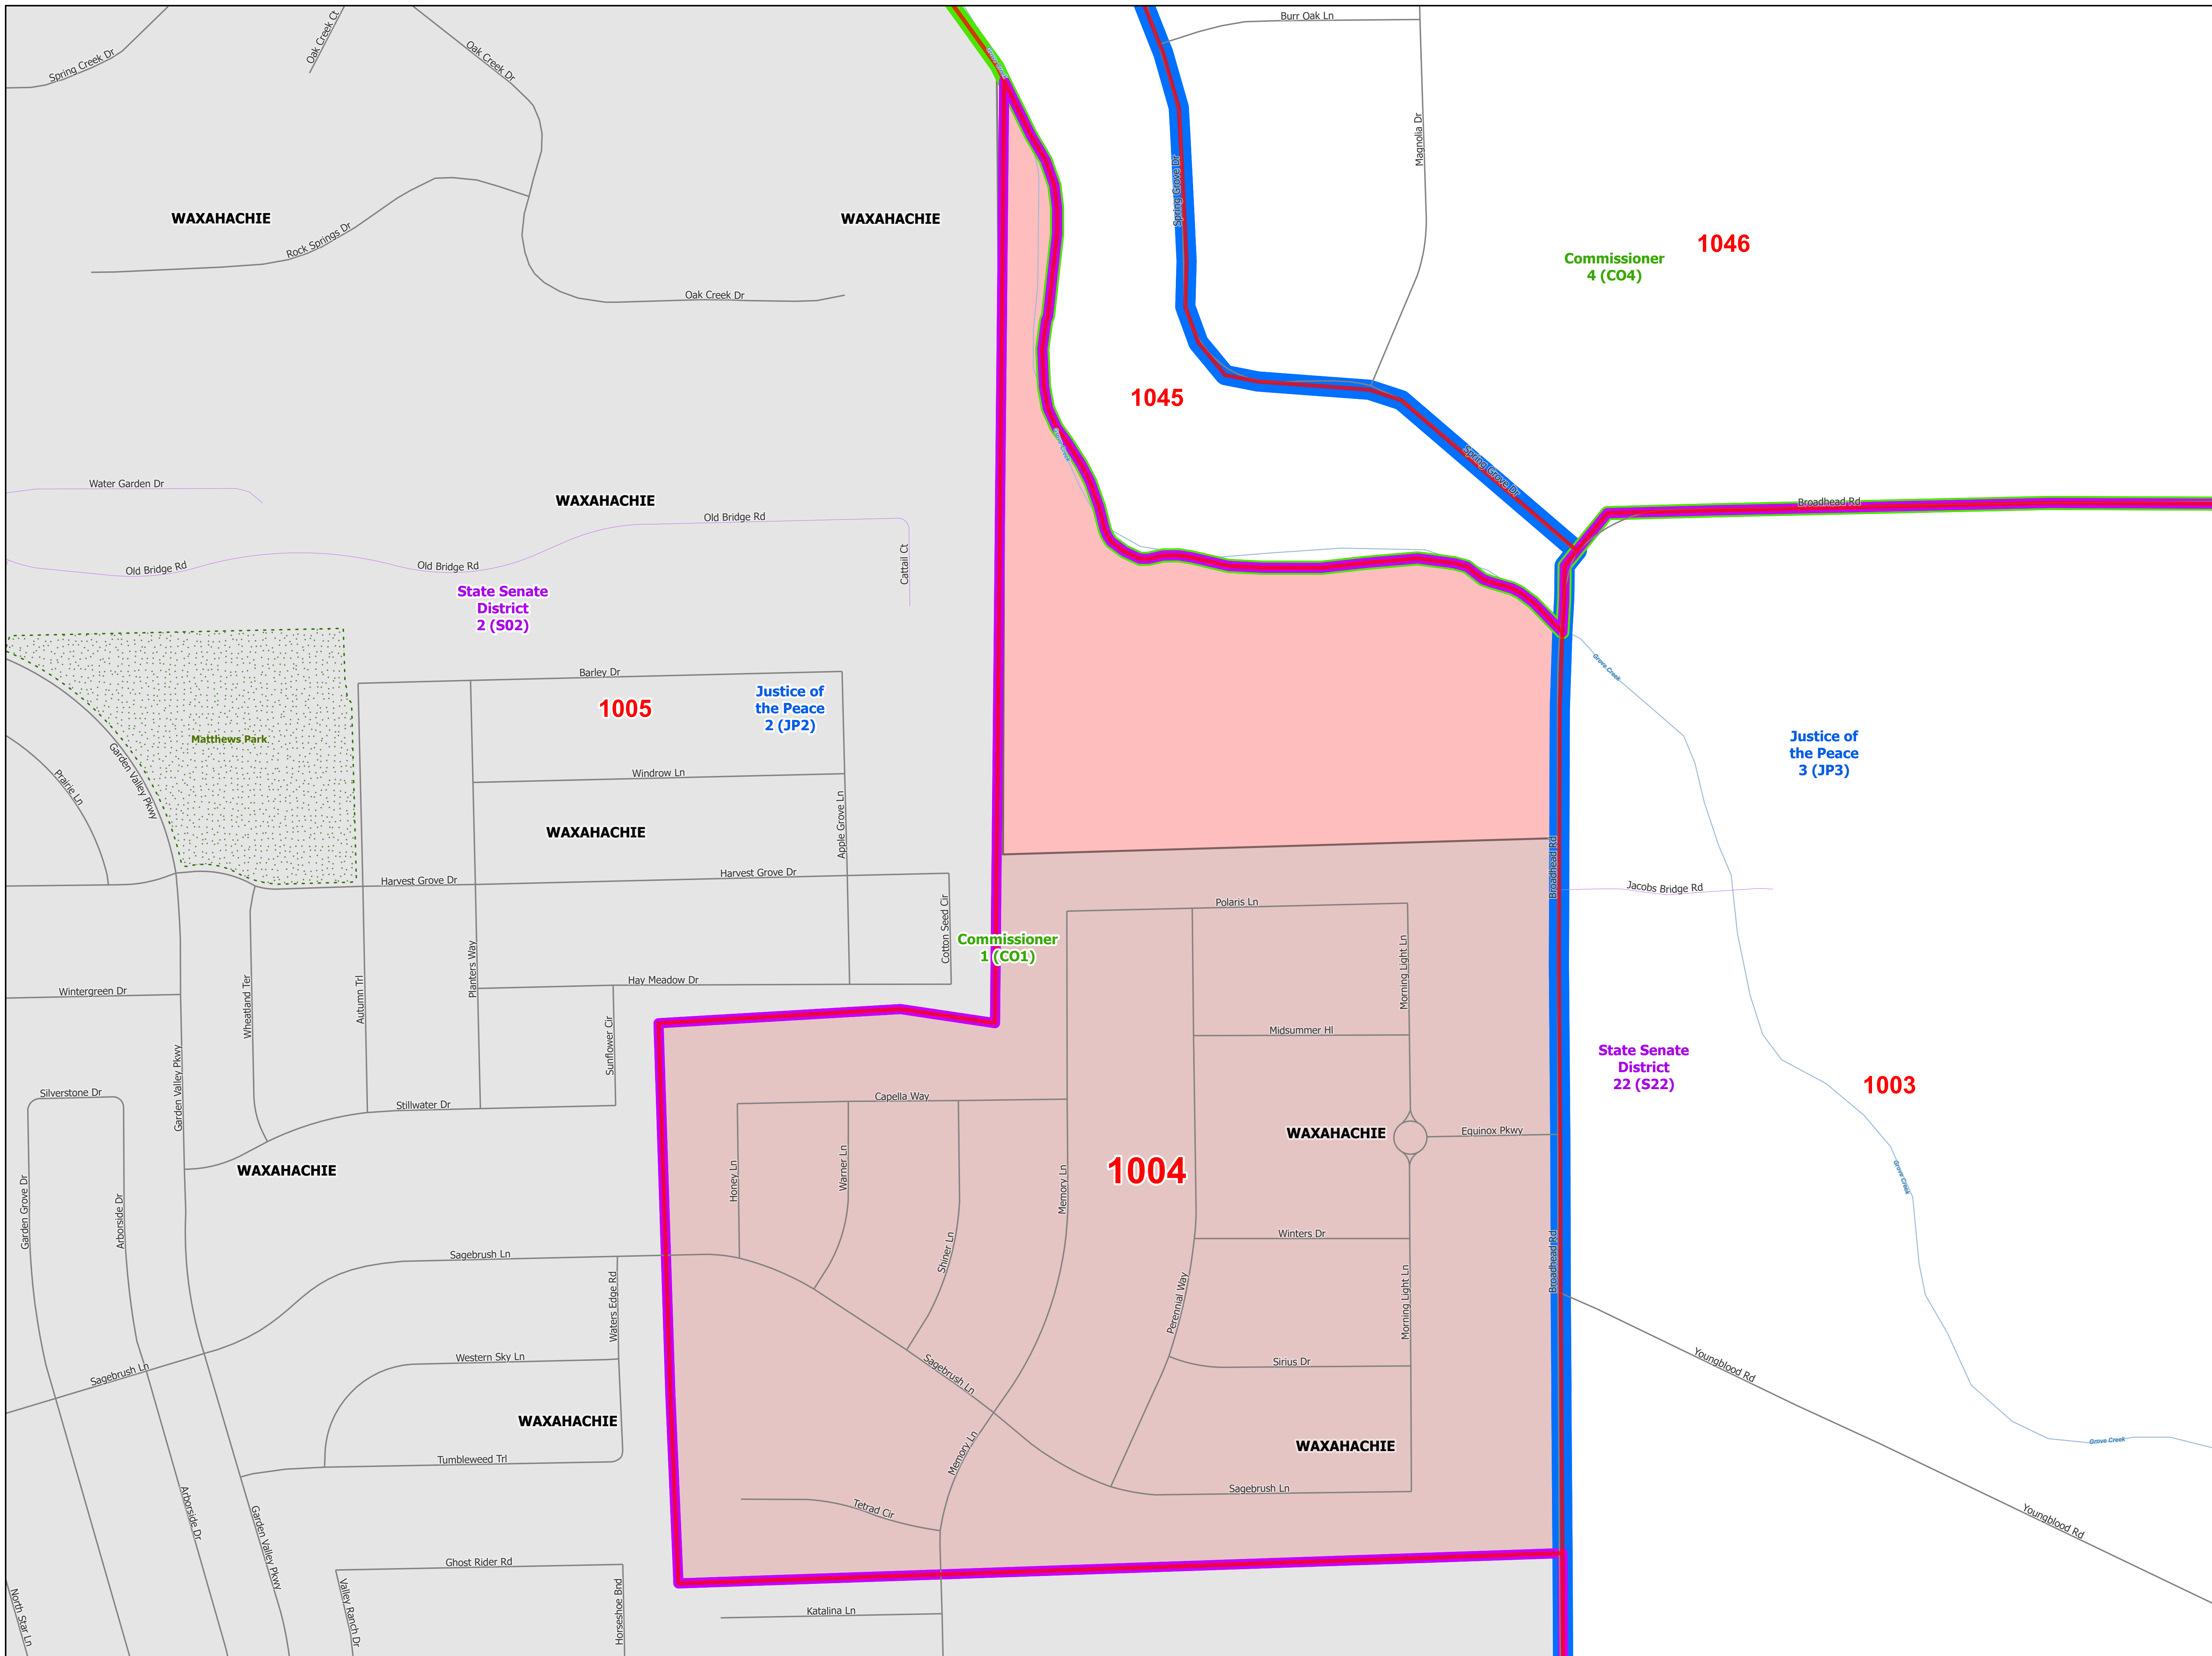 Burr Oak Ln
Spring Creek Dr
Oak Creek Ct
Oak Creek Dr
Magnolia Dr
Spring Grove Dr
WAXAHACHIE
WAXAHACHIE
Rock Springs Dr
Oak Creek Dr
1046
Commissioner
4 (CO4)
1045
Grove Creek
Spring Grove Dr
Broadhead Rd
Water Garden Dr
WAXAHACHIE
Old Bridge Rd
Old Bridge Rd
Old Bridge Rd
Cattail Ct
State Senate
District
2 (S02)
Grove Creek
Barley Dr
1005
Justice of
the Peace
2 (JP2)
Matthews Park
Garden Valley Pkwy
Prairie Ln
Windrow Ln
WAXAHACHIE
Apple Grove Ln
Justice of
the Peace
3 (JP3)
Broadhead Rd
Harvest Grove Dr
Harvest Grove Dr
Jacobs Bridge Rd
Polaris Ln
Cotton Seed Cir
Commissioner
1 (CO1)
Morning Light Ln
Planters Way
Hay Meadow Dr
Wintergreen Dr
Wheatland Ter
Autumn Trl
Sunflower Cir
Midsummer Hl
State Senate
District
22 (S22)
1003
Garden Valley Pkwy
Silverstone Dr
Stillwater Dr
Capella Way
WAXAHACHIE
Equinox Pkwy
1004
WAXAHACHIE
Honey Ln
Warner Ln
Memory Ln
Grove Creek
Garden Grove Dr
Arborside Dr
Shiner Ln
Winters Dr
Sagebrush Ln
Broadhead Rd
Waters Edge Rd
Perennial Way
Morning Light Ln
Western Sky Ln
Sagebrush Ln
Sagebrush Ln
Sirius Dr
Youngblood Rd
WAXAHACHIE
WAXAHACHIE
Grove Creek
Tumbleweed Trl
Memory Ln
Sagebrush Ln
Tetrad Cir
Arborside Dr
Garden Valley Pkwy
Youngblood Rd
Ghost Rider Rd
North Star Ln
Valley Ranch Dr
Horseshoe Bnd
Katalina Ln